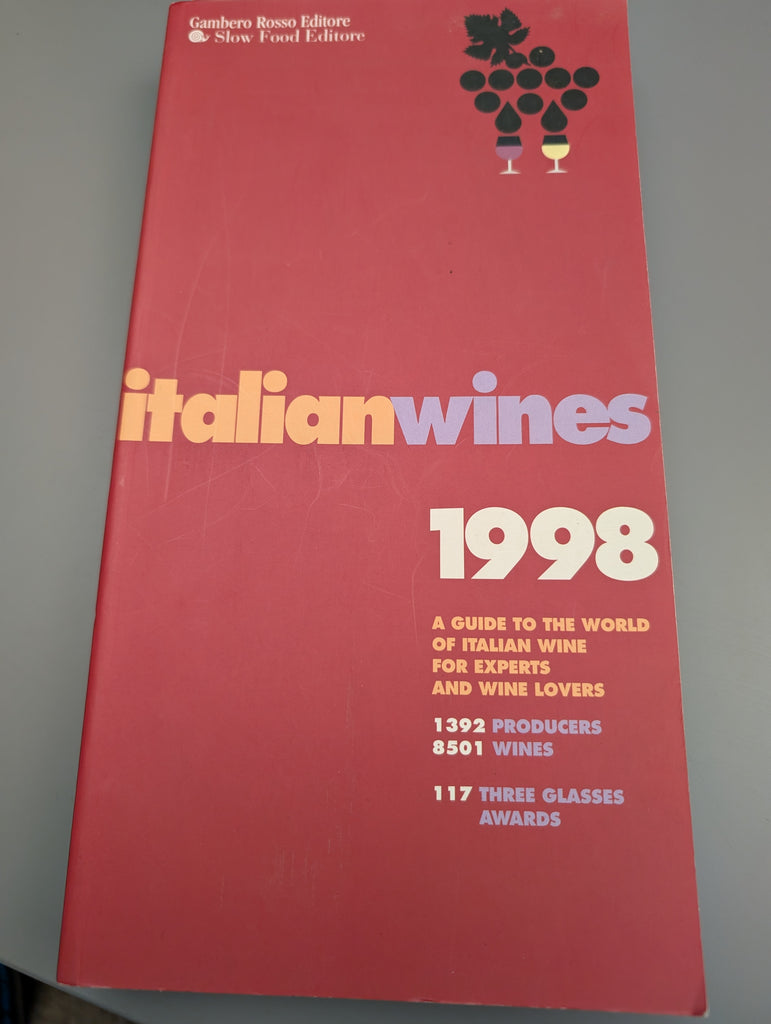 Gambero Rosso Editore
Slow Food Editore
italianwines
1998
A GUIDE TO THE WORLD
OF ITALIAN WINE
FOR EXPERTS
AND WINE LOVERS
1392 PRODUCERS
8501 WINES
117 THREE GLASSES
AWARDS